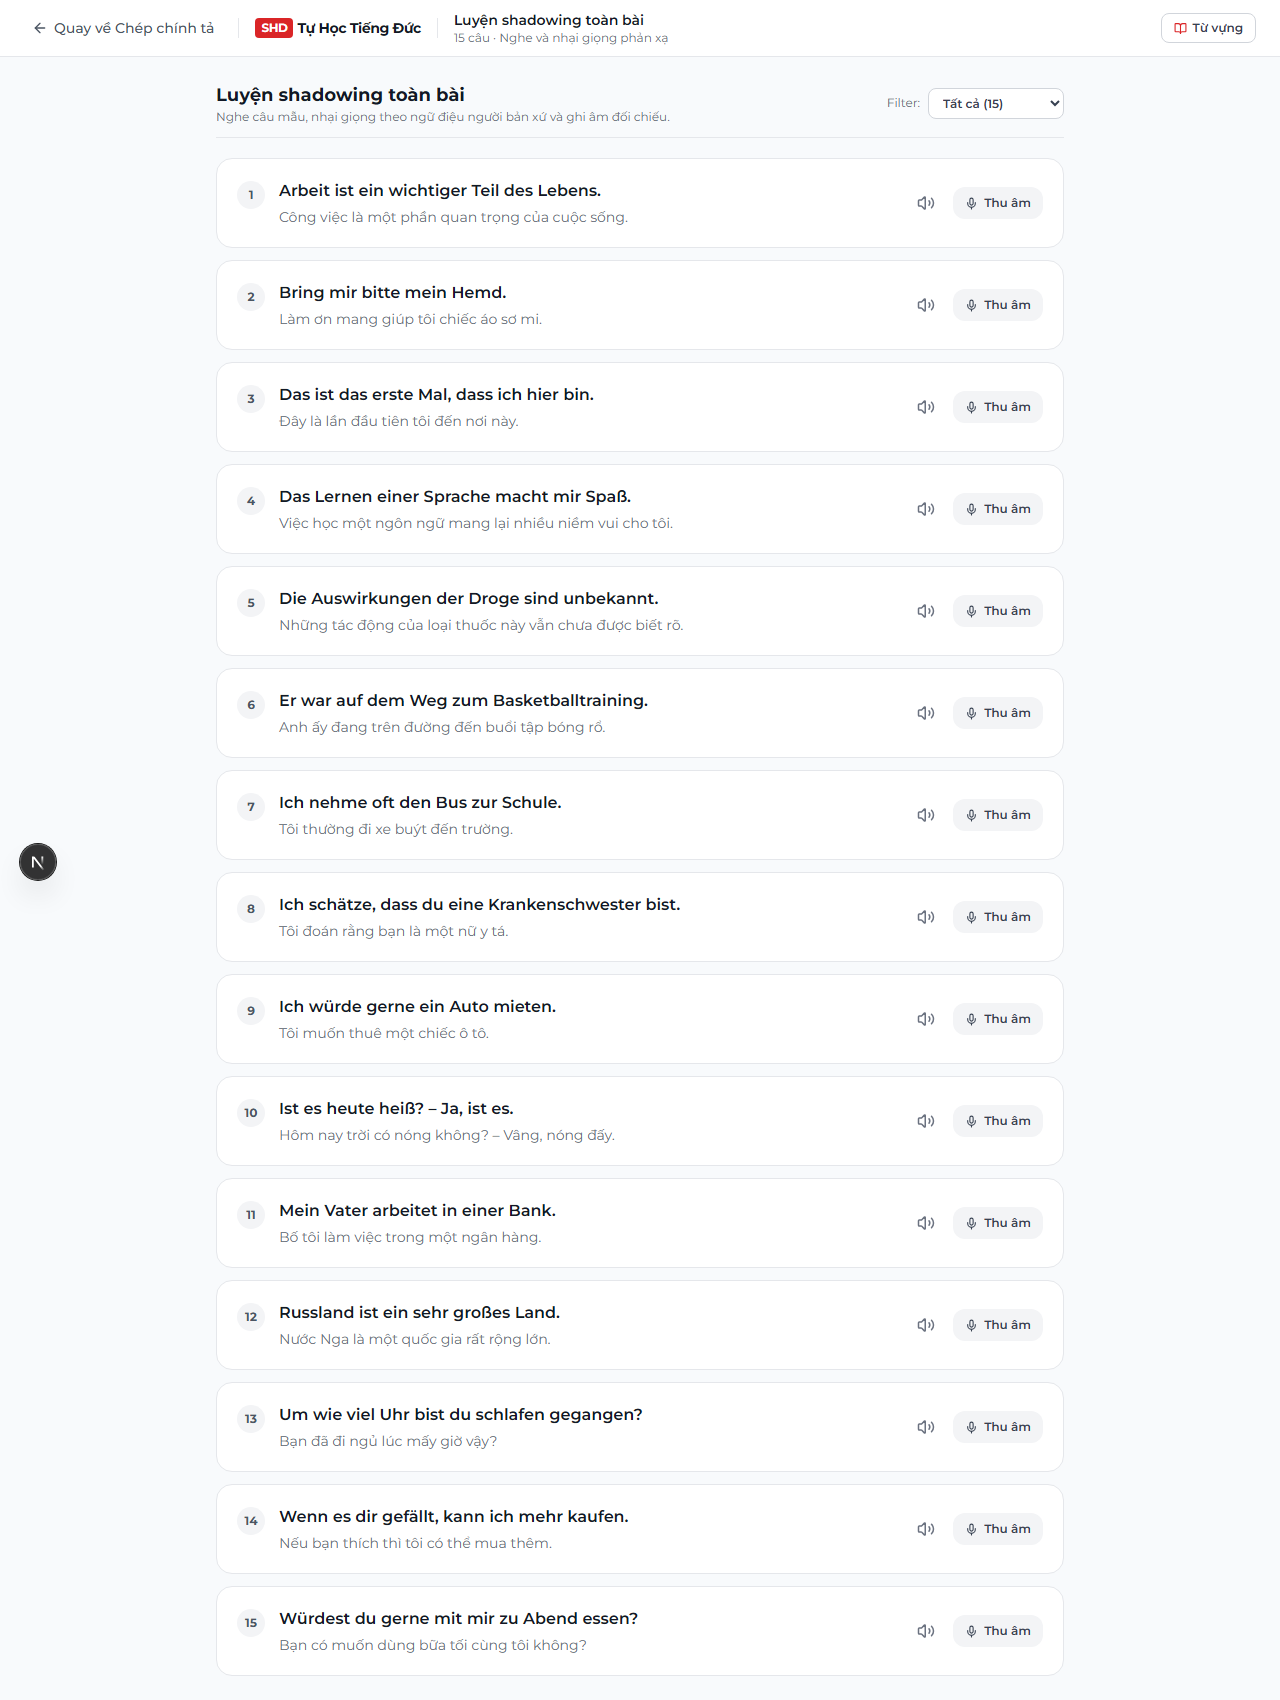 Quay về Chép chính tả
SHD Tự Học Tiếng Đức
Luyện shadowing toàn bài
15 câu · Nghe và nhại giọng phản xạ
Từ vựng
Luyện shadowing toàn bài
Nghe câu mẫu, nhại giọng theo ngữ điệu người bản xứ và ghi âm đối chiếu.
Filter: Tất cả (15)
1 Arbeit ist ein wichtiger Teil des Lebens.
Công việc là một phần quan trọng của cuộc sống.
Thu âm
2 Bring mir bitte mein Hemd.
Làm ơn mang giúp tôi chiếc áo sơ mi.
Thu âm
3 Das ist das erste Mal, dass ich hier bin.
Đây là lần đầu tiên tôi đến nơi này.
Thu âm
4 Das Lernen einer Sprache macht mir Spaß.
Việc học một ngôn ngữ mang lại nhiều niềm vui cho tôi.
Thu âm
5 Die Auswirkungen der Droge sind unbekannt.
Những tác động của loại thuốc này vẫn chưa được biết rõ.
Thu âm
6 Er war auf dem Weg zum Basketballtraining.
Anh ấy đang trên đường đến buổi tập bóng rổ.
Thu âm
7 Ich nehme oft den Bus zur Schule.
Tôi thường đi xe buýt đến trường.
Thu âm
8 Ich schätze, dass du eine Krankenschwester bist.
Tôi đoán rằng bạn là một nữ y tá.
Thu âm
9 Ich würde gerne ein Auto mieten.
Tôi muốn thuê một chiếc ô tô.
Thu âm
10 Ist es heute heiß? – Ja, ist es.
Hôm nay trời có nóng không? – Vâng, nóng đấy.
Thu âm
11 Mein Vater arbeitet in einer Bank.
Bố tôi làm việc trong một ngân hàng.
Thu âm
12 Russland ist ein sehr großes Land.
Nước Nga là một quốc gia rất rộng lớn.
Thu âm
13 Um wie viel Uhr bist du schlafen gegangen?
Bạn đã đi ngủ lúc mấy giờ vậy?
Thu âm
14 Wenn es dir gefällt, kann ich mehr kaufen.
Nếu bạn thích thì tôi có thể mua thêm.
Thu âm
15 Würdest du gerne mit mir zu Abend essen?
Bạn có muốn dùng bữa tối cùng tôi không?
Thu âm